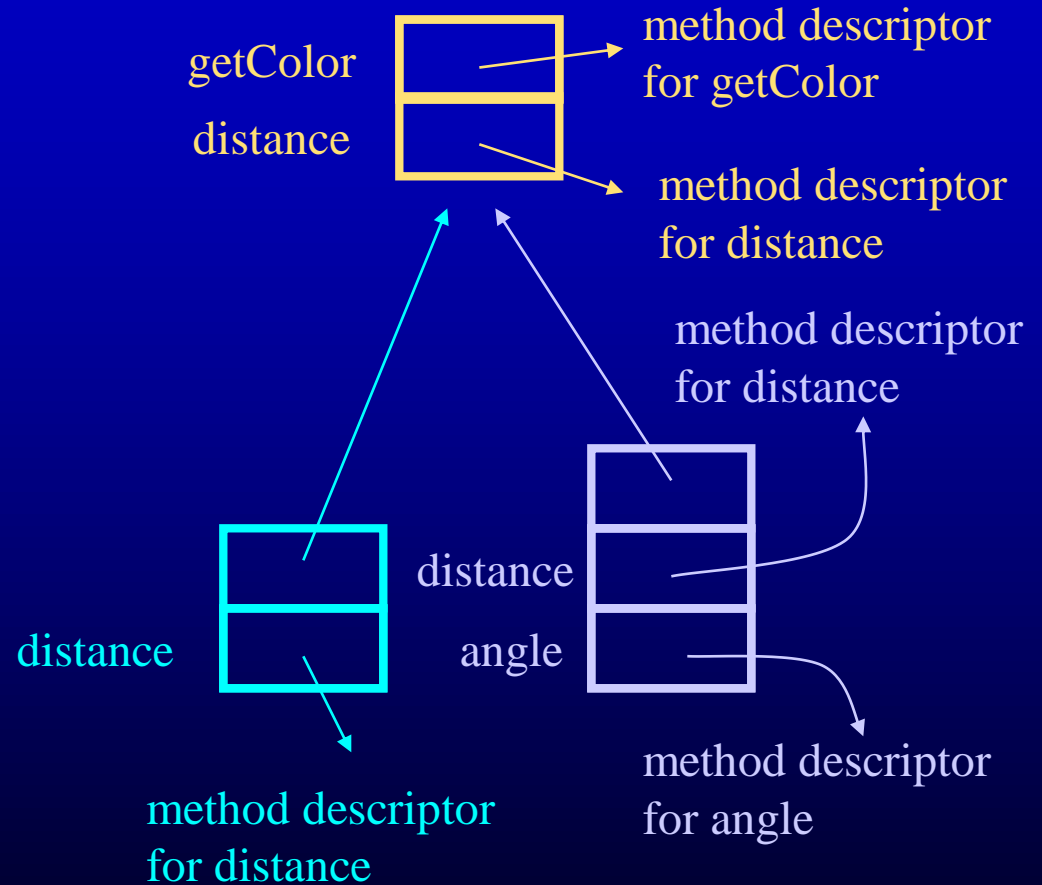 getColor
method descriptor
for getColor
distance
method descriptor
for distance
method descriptor
for distance
distance
distance
angle
method descriptor
for angle
method descriptor
for distance